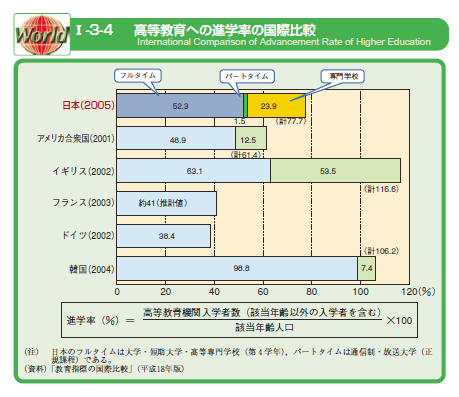 World
I-3-4 高等教育への進学率の国際比較
International Comparison of Advancement Rate of Higher Education
フルタイム パートタイム 専門学校
日本(2005) 52.3 1.5 23.9 (計77.7)
アメリカ合衆国(2001) 48.9 12.5 (計61.4)
イギリス(2002) 63.1 53.5 (計116.6)
フランス(2003) 約41(推計値)
ドイツ(2002) 38.4
韓国(2004) 98.8 7.4 (計106.2)
0 20 40 60 80 100 120(%)
進学率(%)= 高等教育機関入学者数(該当年齢以外の入学者を含む) ×100
該当年齢人口
(注) 日本のフルタイムは大学・短期大学・高等専門学校(第4学年),パートタイムは通信制・放送大学(正
規課程)である。
(資料)「教育指標の国際比較」(平成18年版)